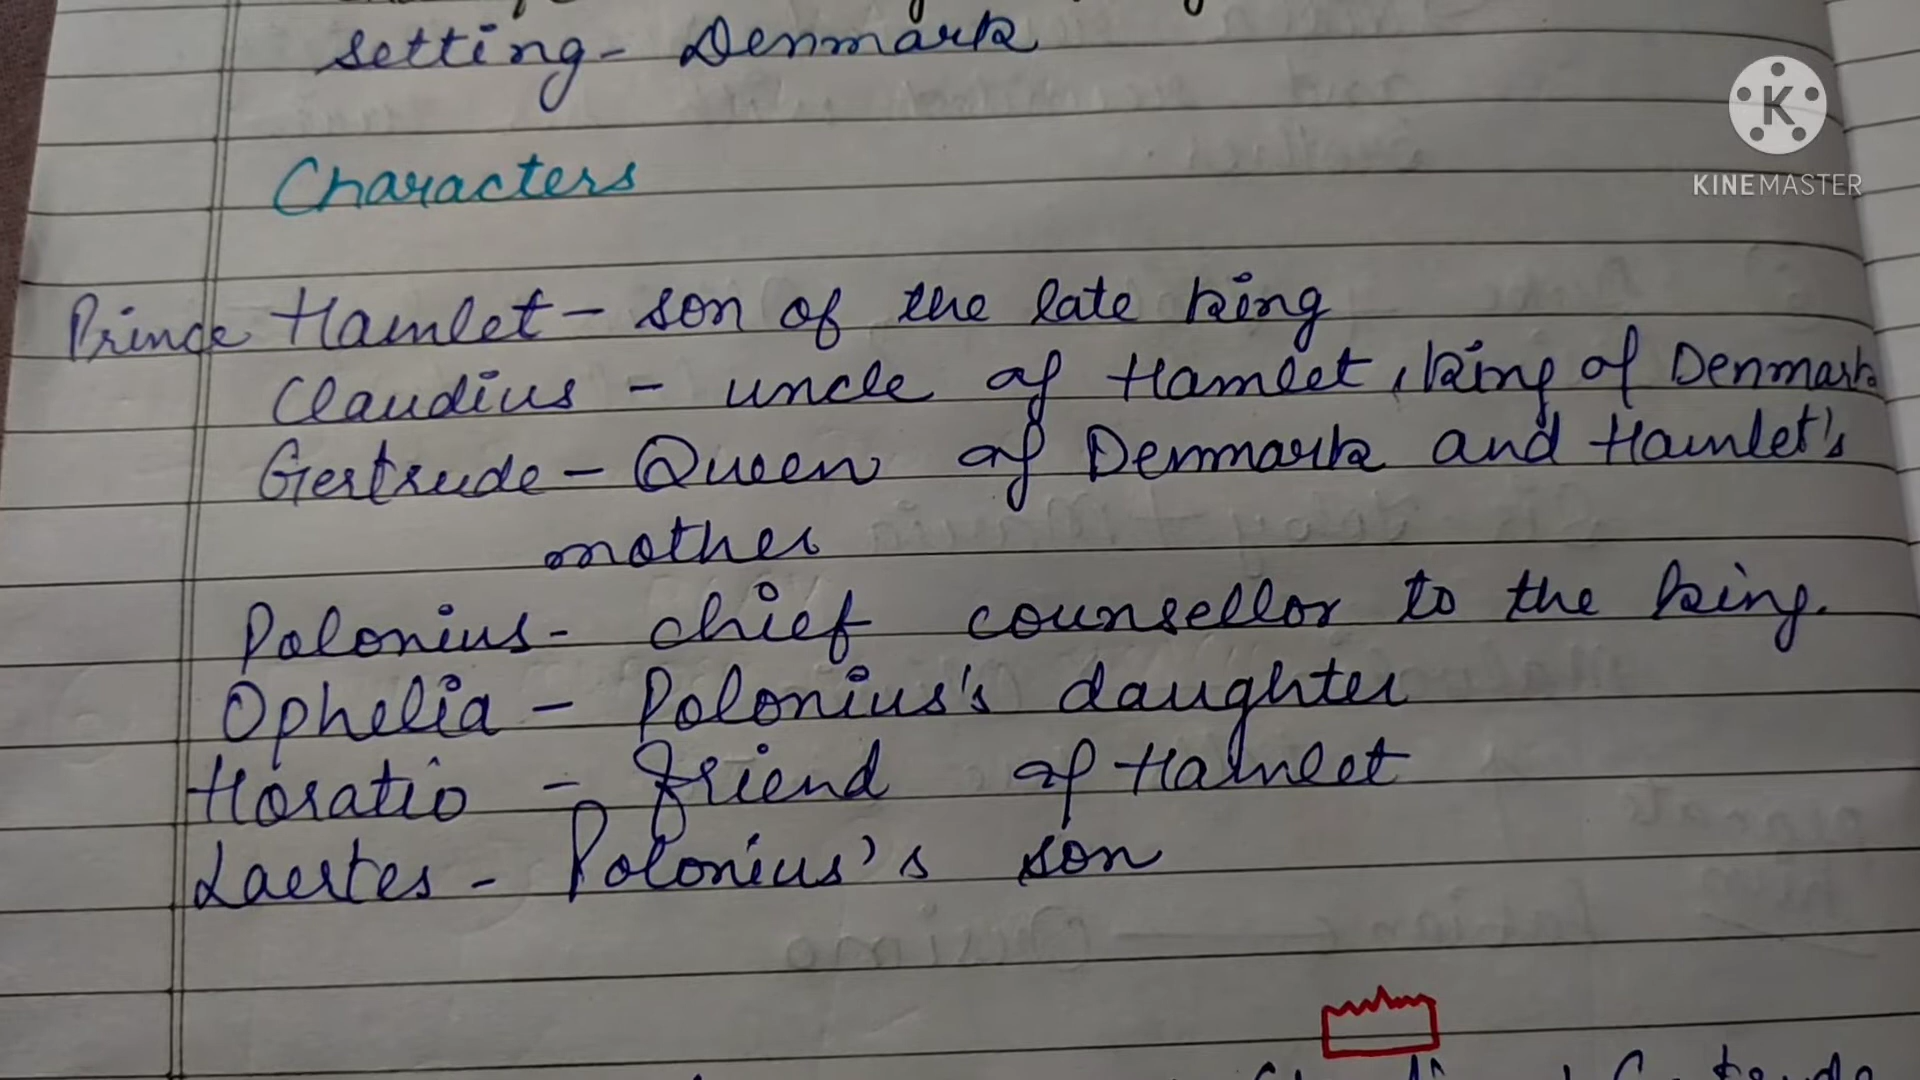 setting - Denmark
KINEMASTER
Characters
Prince Hamlet - son of the late king
Claudius - uncle of Hamlet, king of Denmark
Gertrude - Queen of Denmark and Hamlet's
mother
Polonius - chief counsellor to the king.
Ophelia - Polonius's daughter
Horatio - friend of Hamlet
Laertes - Polonius's son